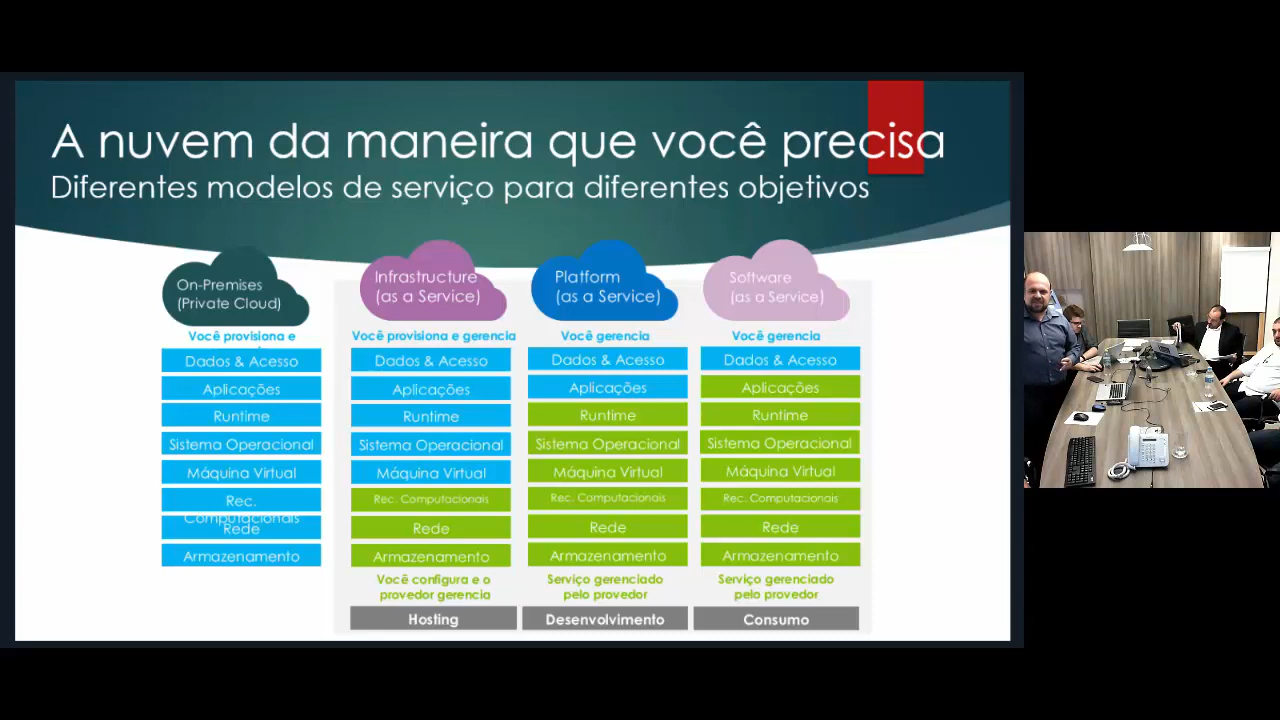 A nuvem da maneira que você precisa
Diferentes modelos de serviço para diferentes objetivos
On-Premises
(Private Cloud)
Você provisiona e
Dados & Acesso
Aplicações
Runtime
Sistema Operacional
Máquina Virtual
Rec.
Computacionais
Rede
Armazenamento
Infrastructure
(as a Service)
Você provisiona e gerencia
Dados & Acesso
Aplicações
Runtime
Sistema Operacional
Máquina Virtual
Rec. Computacionais
Rede
Armazenamento
Você configura e o
provedor gerencia
Hosting
Platform
(as a Service)
Você gerencia
Dados & Acesso
Aplicações
Runtime
Sistema Operacional
Máquina Virtual
Rec. Computacionais
Rede
Armazenamento
Serviço gerenciado
pelo provedor
Desenvolvimento
Software
(as a Service)
Você gerencia
Dados & Acesso
Aplicações
Runtime
Sistema Operacional
Máquina Virtual
Rec. Computacionais
Rede
Armazenamento
Serviço gerenciado
pelo provedor
Consumo